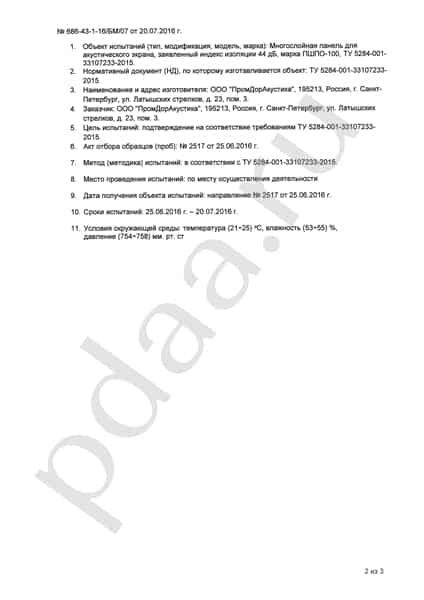 № 686-43-1-16/БМ/07 от 20.07.2016 г.
1. Объект испытаний (тип, модификация, модель, марка): Многослойная панель для
акустического экрана, заявленный индекс изоляции 44 дБ, марка ПШПО-100, ТУ 5284-001-
33107233-2015.
2. Нормативный документ (НД), по которому изготавливается объект: ТУ 5284-001-33107233-
2015.
3. Наименования и адрес изготовителя: ООО "ПромДорАкустика", 195213, Россия, г. Санкт-
Петербург, ул. Латышских стрелков, д. 23, пом. 3.
4. Заказчик: ООО "ПромДорАкустика", 195213, Россия, г. Санкт-Петербург, ул. Латышских
стрелков, д. 23, пом. 3.
5. Цель испытаний: подтверждение на соответствие требованиям ТУ 5284-001-33107233-
2015.
6. Акт отбора образцов (проб): № 2517 от 25.06.2016 г.
7. Метод (методика) испытаний: в соответствии с ТУ 5284-001-33107233-2015.
8. Место проведения испытаний: по месту осуществления деятельности
9. Дата получения объекта испытаний: направление № 2517 от 25.06.2016 г.
10. Сроки испытаний: 25.06.2016 г. – 20.07.2016 г.
11. Условия окружающей среды: температура (21÷25) ºС, влажность (53÷55) %,
давление (754÷758) мм. рт. ст
pdaa.ru
2 из 3